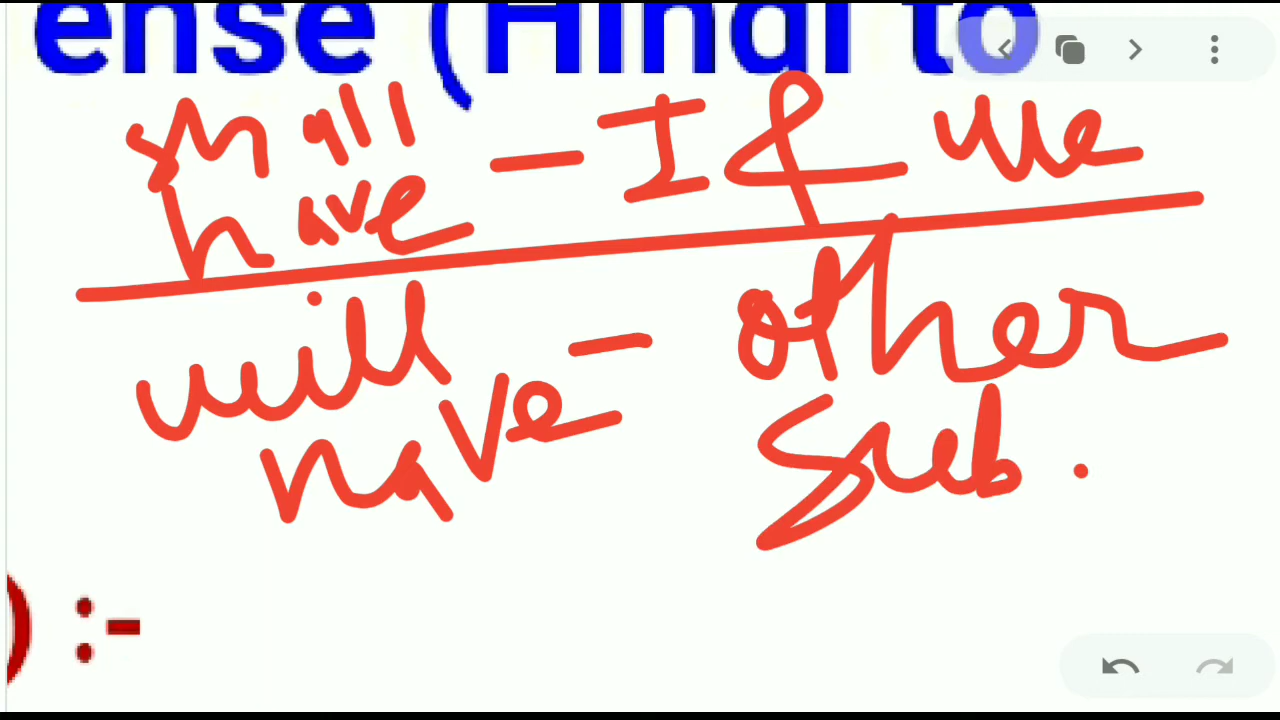 ense (Hindi to
shall have - I & we
will have - other sub.
) :-